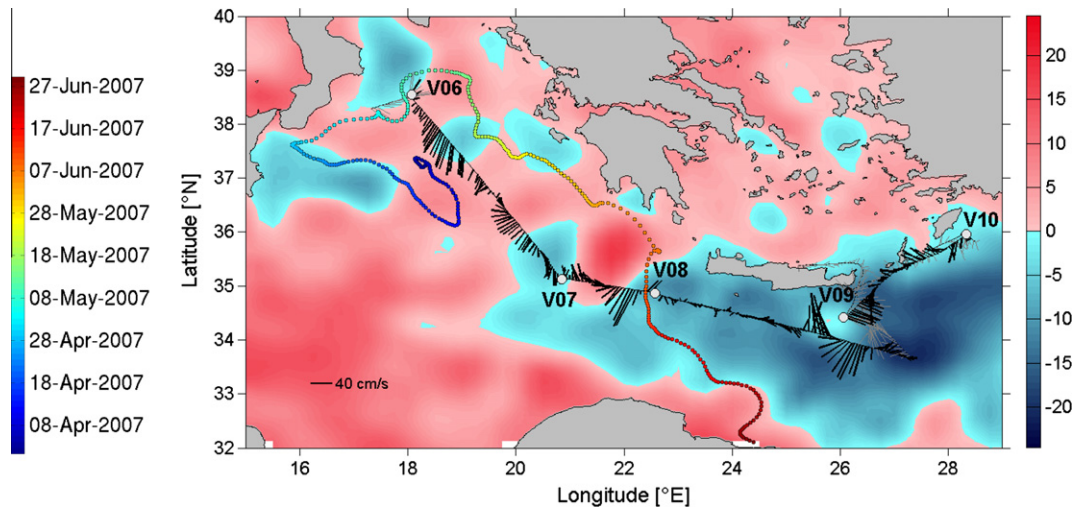 27-Jun-2007
17-Jun-2007
07-Jun-2007
28-May-2007
18-May-2007
08-May-2007
28-Apr-2007
18-Apr-2007
08-Apr-2007
Latitude [°N]
40
39
38
37
36
35
34
33
32
V06
V07
V08
V09
V10
40 cm/s
16
18
20
22
24
26
28
Longitude [°E]
20
15
10
5
0
-5
-10
-15
-20